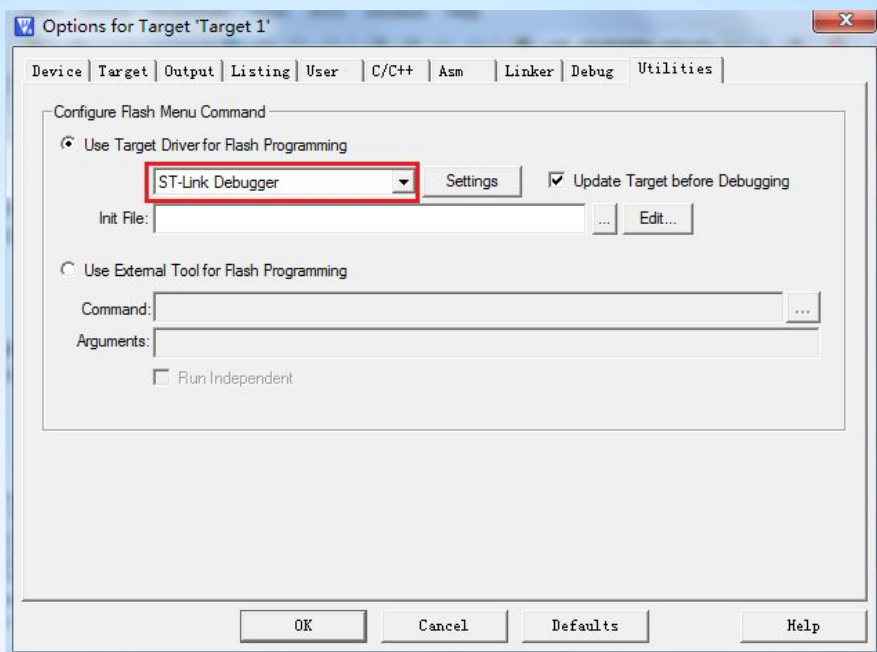 Options for Target 'Target 1'
Device Target Output Listing User C/C++ Asm Linker Debug Utilities
Configure Flash Menu Command
Use Target Driver for Flash Programming
ST-Link Debugger Settings Update Target before Debugging
Init File: ... Edit...
Use External Tool for Flash Programming
Command: ...
Arguments:
Run Independent
OK Cancel Defaults Help